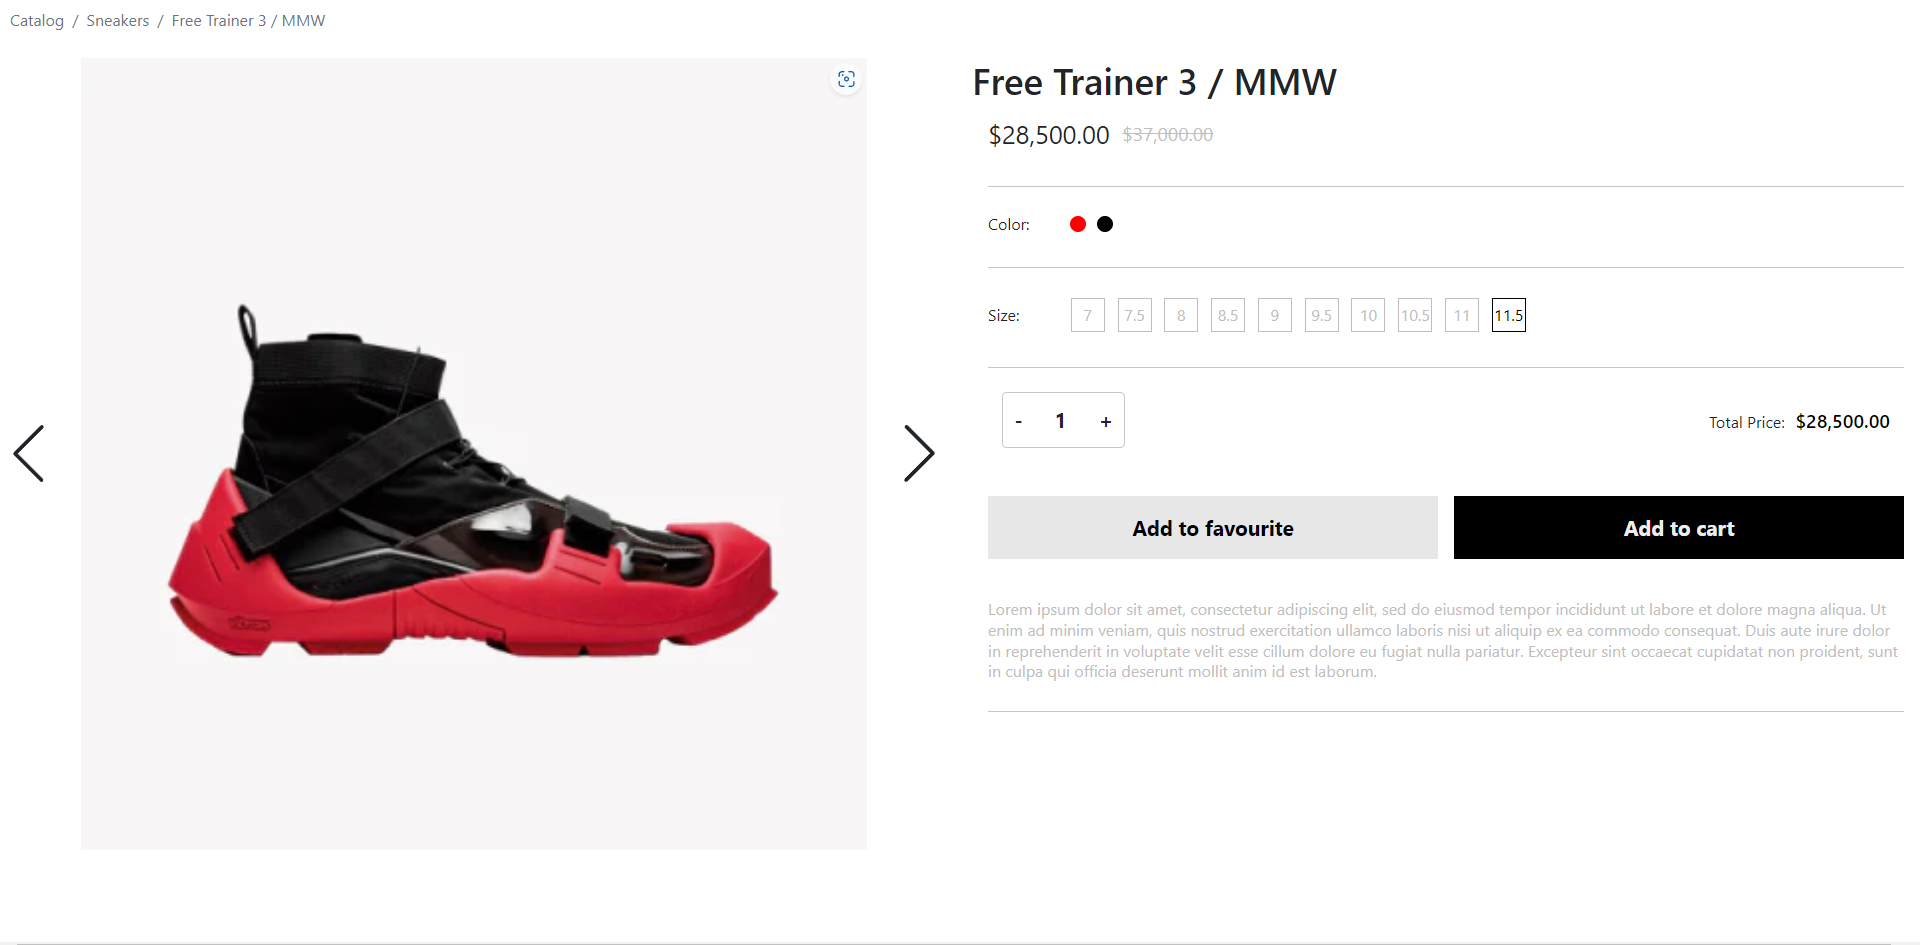 Catalog / Sneakers / Free Trainer 3 / MMW
Free Trainer 3 / MMW
$28,500.00 $37,000.00
Color:
Size: 7 7.5 8 8.5 9 9.5 10 10.5 11 11.5
- 1 + Total Price: $28,500.00
Add to favourite Add to cart
Lorem ipsum dolor sit amet, consectetur adipiscing elit, sed do eiusmod tempor incididunt ut labore et dolore magna aliqua. Ut
enim ad minim veniam, quis nostrud exercitation ullamco laboris nisi ut aliquip ex ea commodo consequat. Duis aute irure dolor
in reprehenderit in voluptate velit esse cillum dolore eu fugiat nulla pariatur. Excepteur sint occaecat cupidatat non proident, sunt
in culpa qui officia deserunt mollit anim id est laborum.